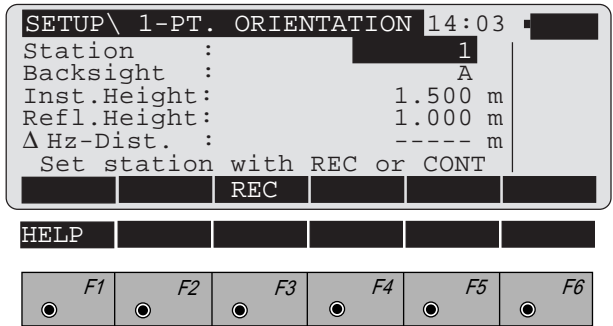 SETUP\ 1-PT. ORIENTATION 14:03
Station : 1
Backsight : A
Inst.Height: 1.500 m
Refl.Height: 1.000 m
Δ Hz-Dist. : ----- m
Set station with REC or CONT
REC
HELP
F1 F2 F3 F4 F5 F6